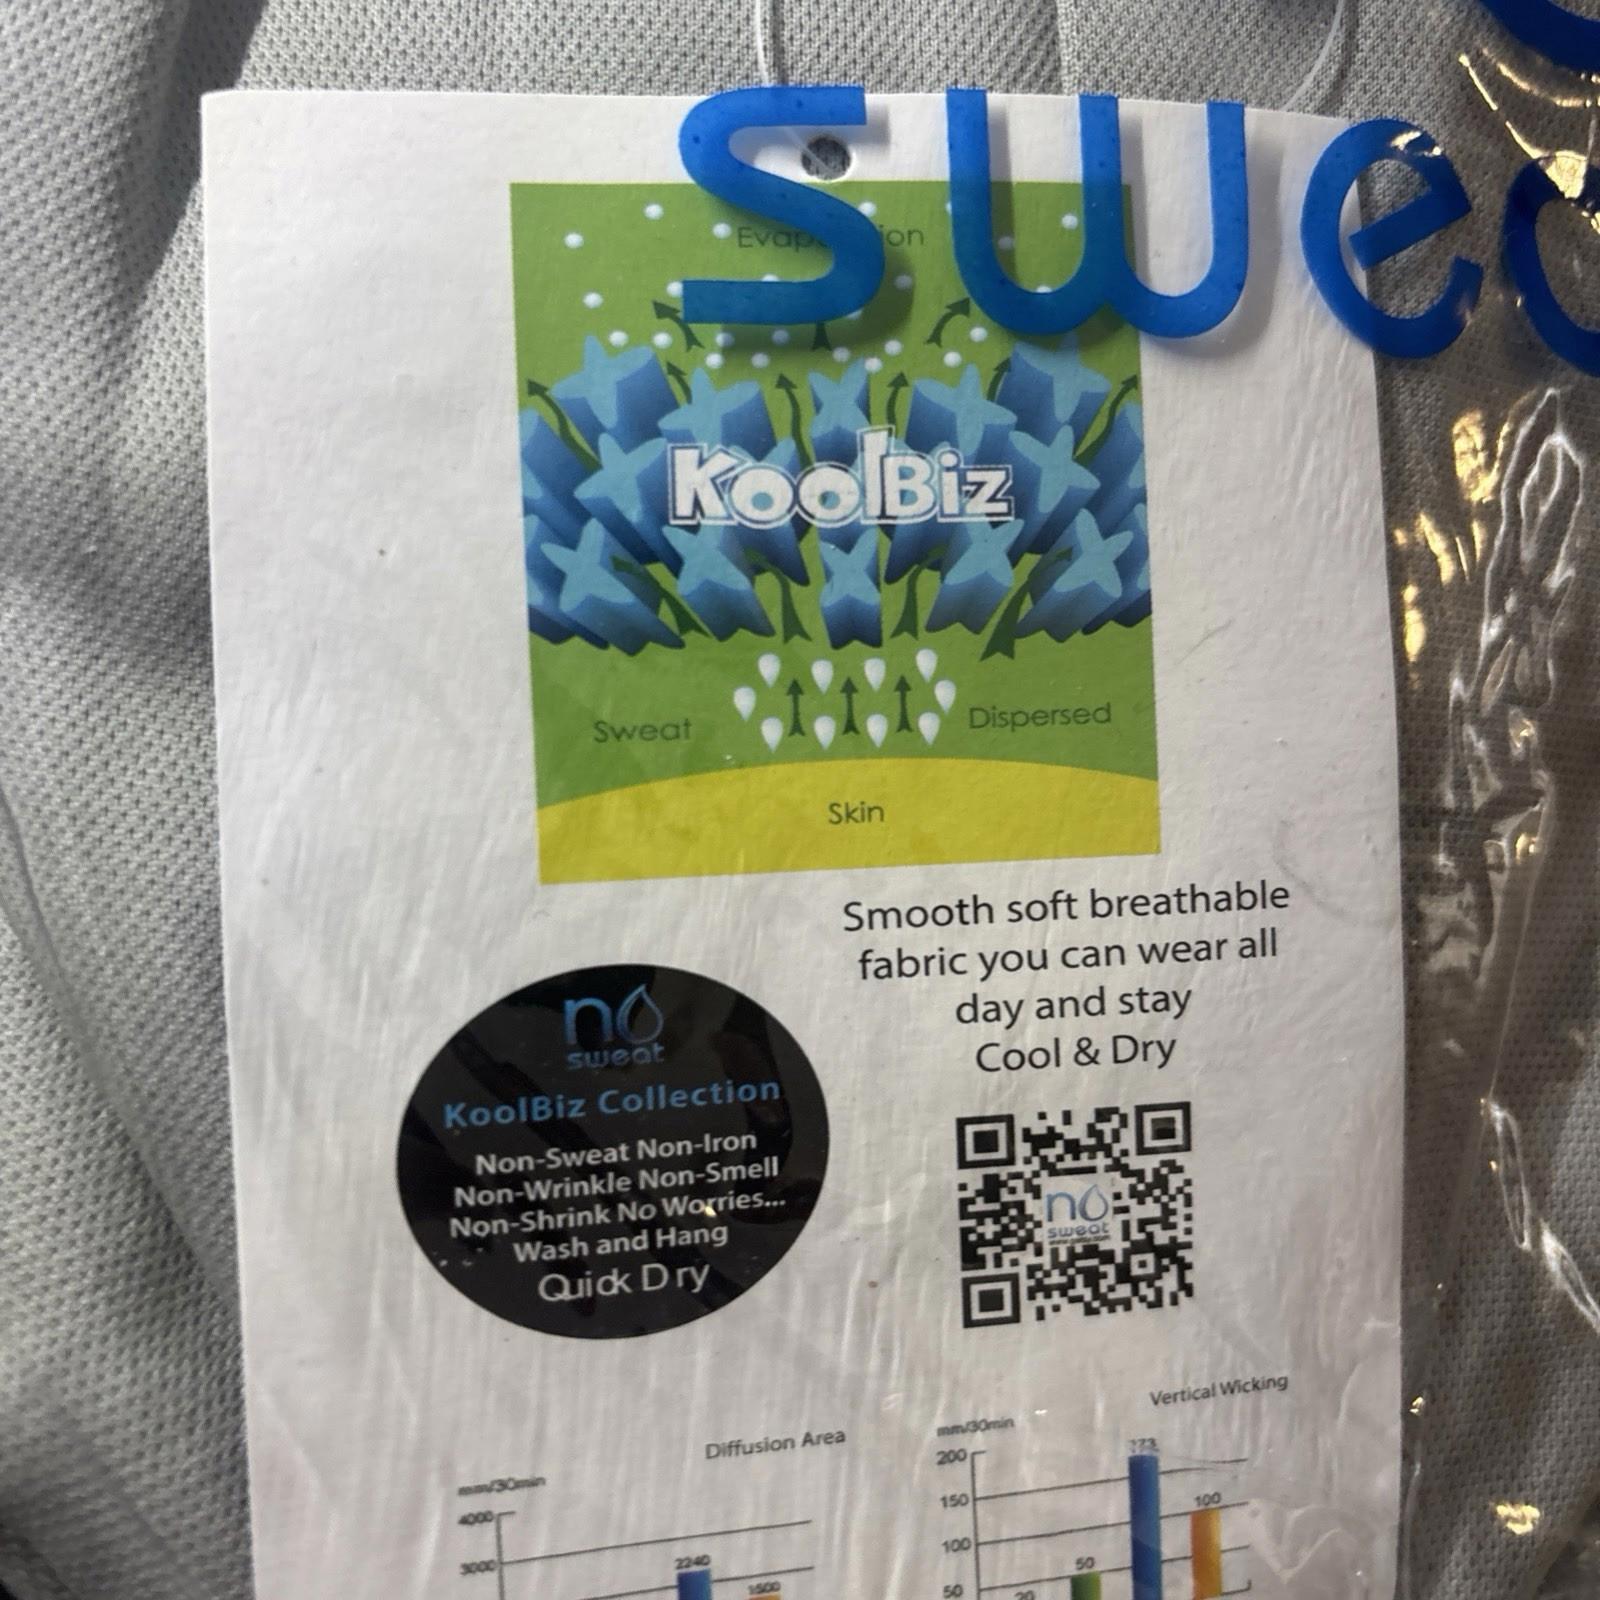 swe
Evap ion
KoolBiz
Sweat
Dispersed
Skin
Smooth soft breathable
fabric you can wear all
day and stay
Cool & Dry
no
sweat
KoolBiz Collection
Non-Sweat Non-Iron
Non-Wrinkle Non-Smell
Non-Shrink No Worries...
Wash and Hang
Quick Dry
no
sweat
Diffusion Area
mm/30min
4000
3000
2240
1500
Vertical Wicking
mm/30min
200
150
100
50
20
50
173
100